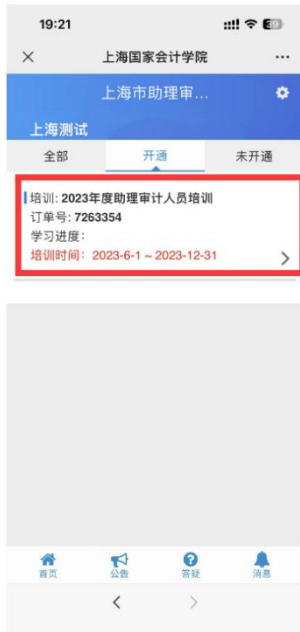 19:21
上海国家会计学院
上海市助理审...
上海测试
全部 开通 未开通
培训: 2023年度助理审计人员培训
订单号: 7263354
学习进度:
培训时间: 2023-6-1 ~ 2023-12-31
首页 公告 答疑 消息